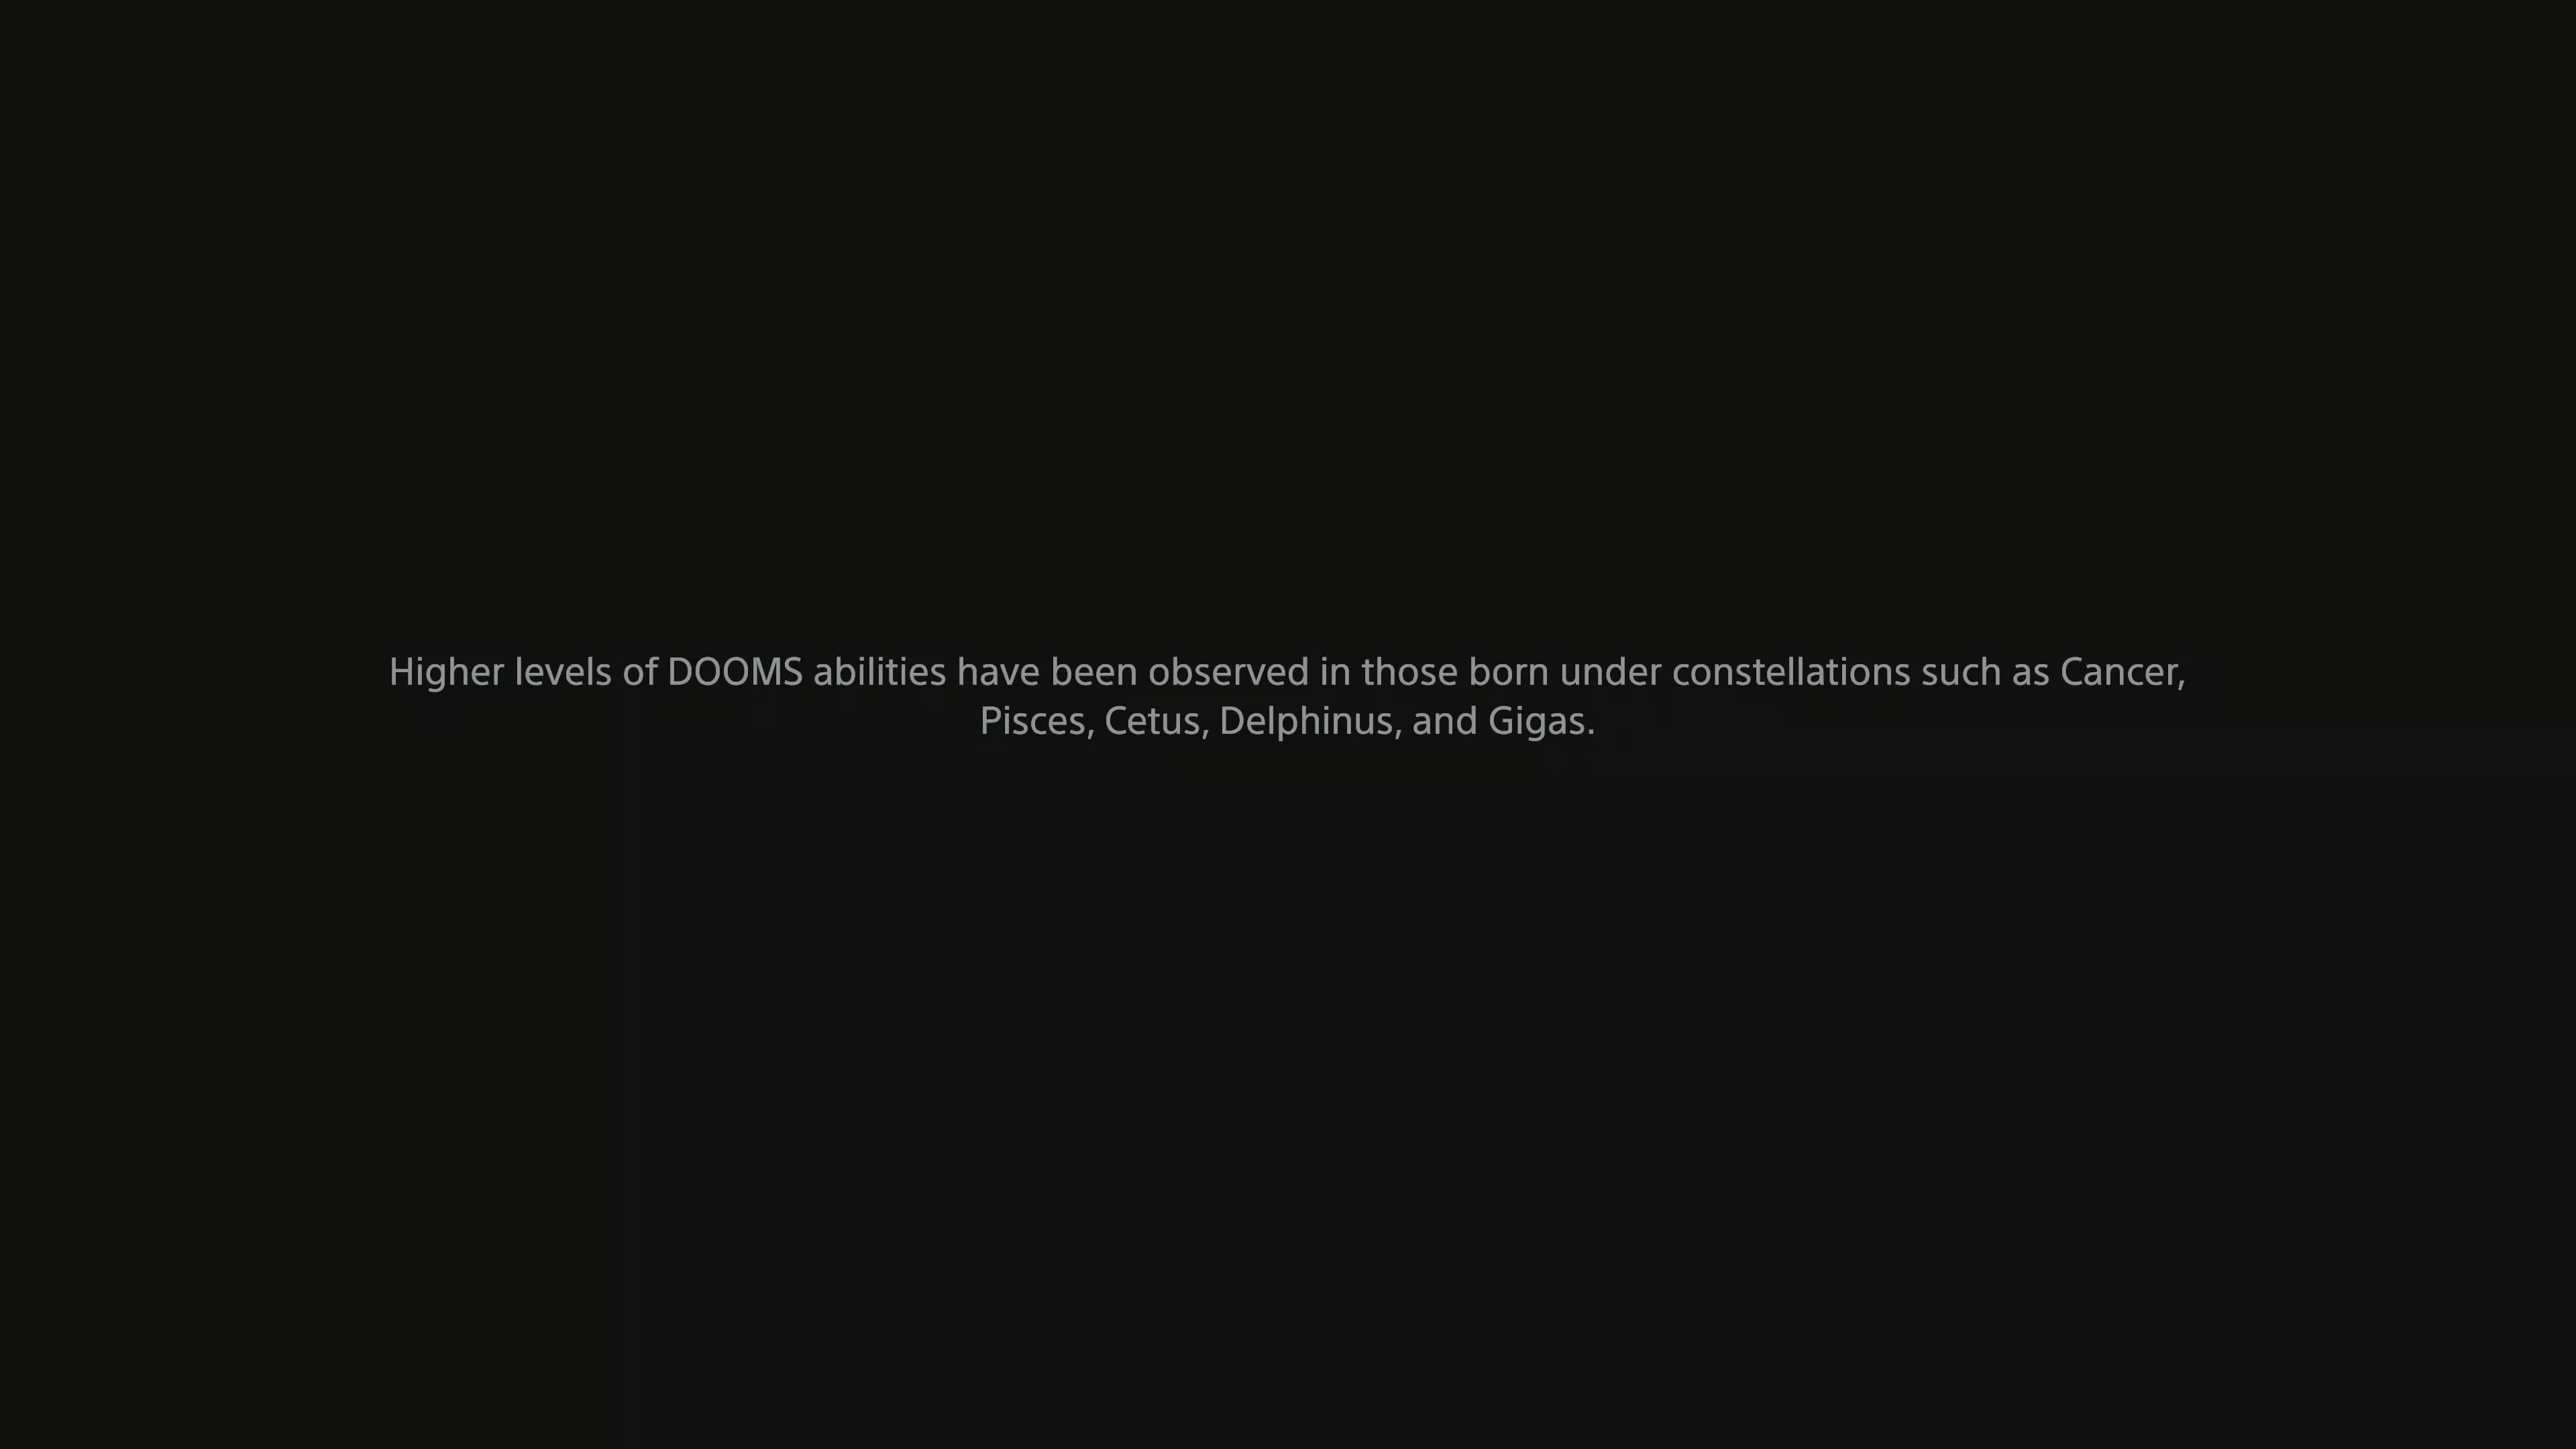 Higher levels of DOOMS abilities have been observed in those born under constellations such as Cancer,
Pisces, Cetus, Delphinus, and Gigas.